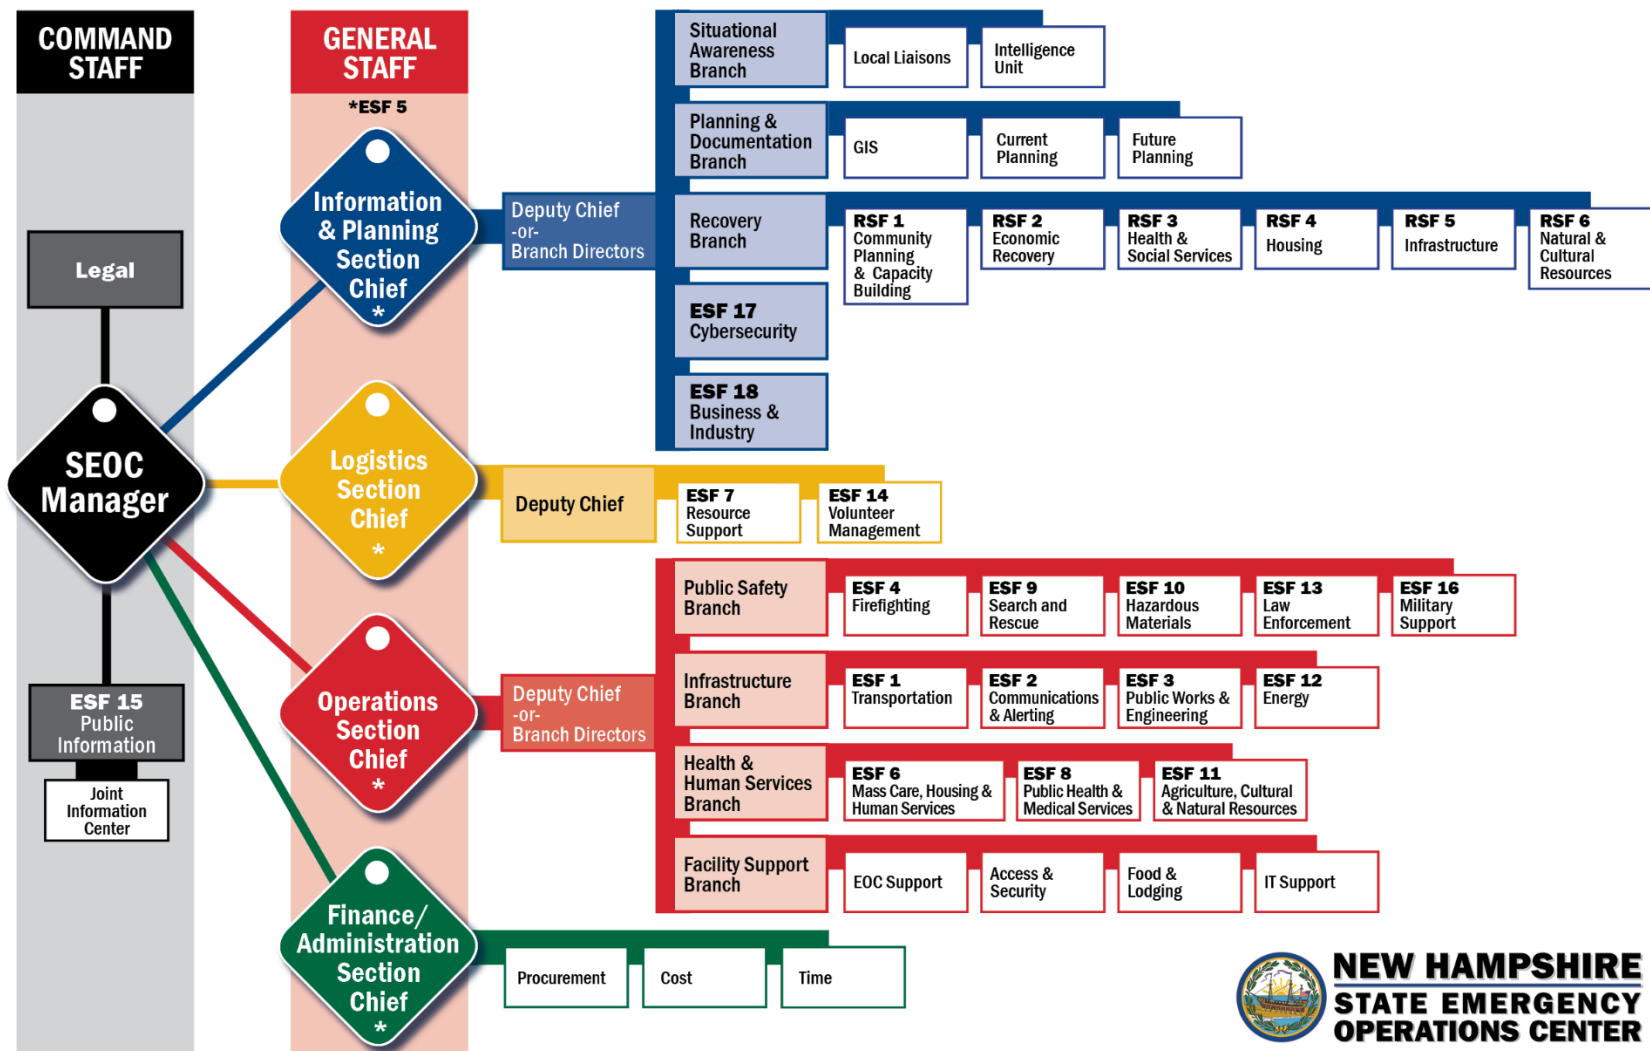 COMMAND
STAFF
Legal
SEOC
Manager
ESF 15
Public
Information
Joint
Information
Center
GENERAL
STAFF
*ESF 5
Information
& Planning
Section
Chief
*
Deputy Chief
-or-
Branch Directors
Situational
Awareness
Branch
Local Liaisons
Intelligence
Unit
Planning &
Documentation
Branch
GIS
Current
Planning
Future
Planning
Recovery
Branch
RSF 1
Community
Planning
& Capacity
Building
RSF 2
Economic
Recovery
RSF 3
Health &
Social Services
RSF 4
Housing
RSF 5
Infrastructure
RSF 6
Natural &
Cultural
Resources
ESF 17
Cybersecurity
ESF 18
Business &
Industry
Logistics
Section
Chief
*
Deputy Chief
ESF 7
Resource
Support
ESF 14
Volunteer
Management
Operations
Section
Chief
*
Deputy Chief
-or-
Branch Directors
Public Safety
Branch
ESF 4
Firefighting
ESF 9
Search and
Rescue
ESF 10
Hazardous
Materials
ESF 13
Law
Enforcement
ESF 16
Military
Support
Infrastructure
Branch
ESF 1
Transportation
ESF 2
Communications
& Alerting
ESF 3
Public Works &
Engineering
ESF 12
Energy
Health &
Human Services
Branch
ESF 6
Mass Care, Housing &
Human Services
ESF 8
Public Health &
Medical Services
ESF 11
Agriculture, Cultural
& Natural Resources
Facility Support
Branch
EOC Support
Access &
Security
Food &
Lodging
IT Support
Finance/
Administration
Section
Chief
*
Procurement
Cost
Time
NEW HAMPSHIRE
STATE EMERGENCY
OPERATIONS CENTER